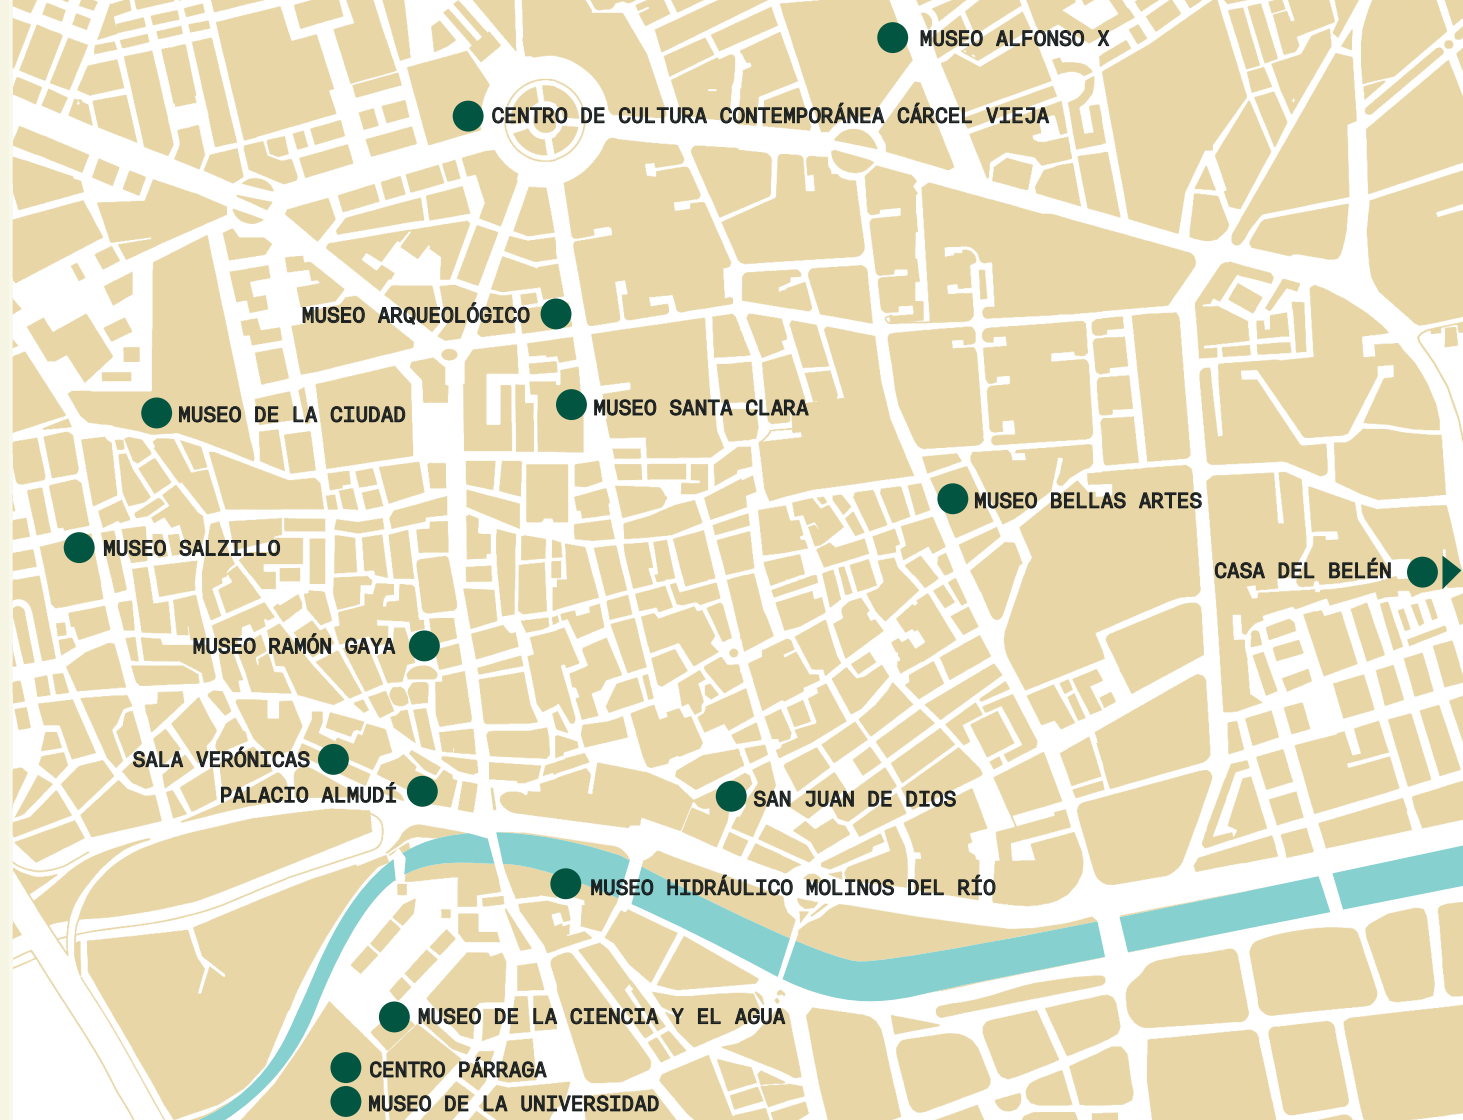 MUSEO ALFONSO X
CENTRO DE CULTURA CONTEMPORÁNEA CÁRCEL VIEJA
MUSEO ARQUEOLÓGICO
MUSEO SANTA CLARA
MUSEO DE LA CIUDAD
MUSEO BELLAS ARTES
MUSEO SALZILLO
CASA DEL BELÉN
MUSEO RAMÓN GAYA
SALA VERÓNICAS
PALACIO ALMUDÍ
SAN JUAN DE DIOS
MUSEO HIDRÁULICO MOLINOS DEL RÍO
MUSEO DE LA CIENCIA Y EL AGUA
CENTRO PÁRRAGA
MUSEO DE LA UNIVERSIDAD